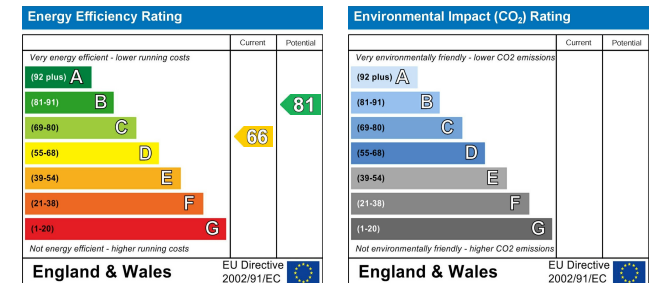 Energy Efficiency Rating
Current Potential
Very energy efficient - lower running costs
(92 plus) A
(81-91) B
81
(69-80) C
66
(55-68) D
(39-54) E
(21-38) F
(1-20) G
Not energy efficient - higher running costs
England & Wales
EU Directive
2002/91/EC
Environmental Impact (CO₂) Rating
Current Potential
Very environmentally friendly - lower CO2 emissions
(92 plus) A
(81-91) B
(69-80) C
(55-68) D
(39-54) E
(21-38) F
(1-20) G
Not environmentally friendly - higher CO2 emissions
England & Wales
EU Directive
2002/91/EC